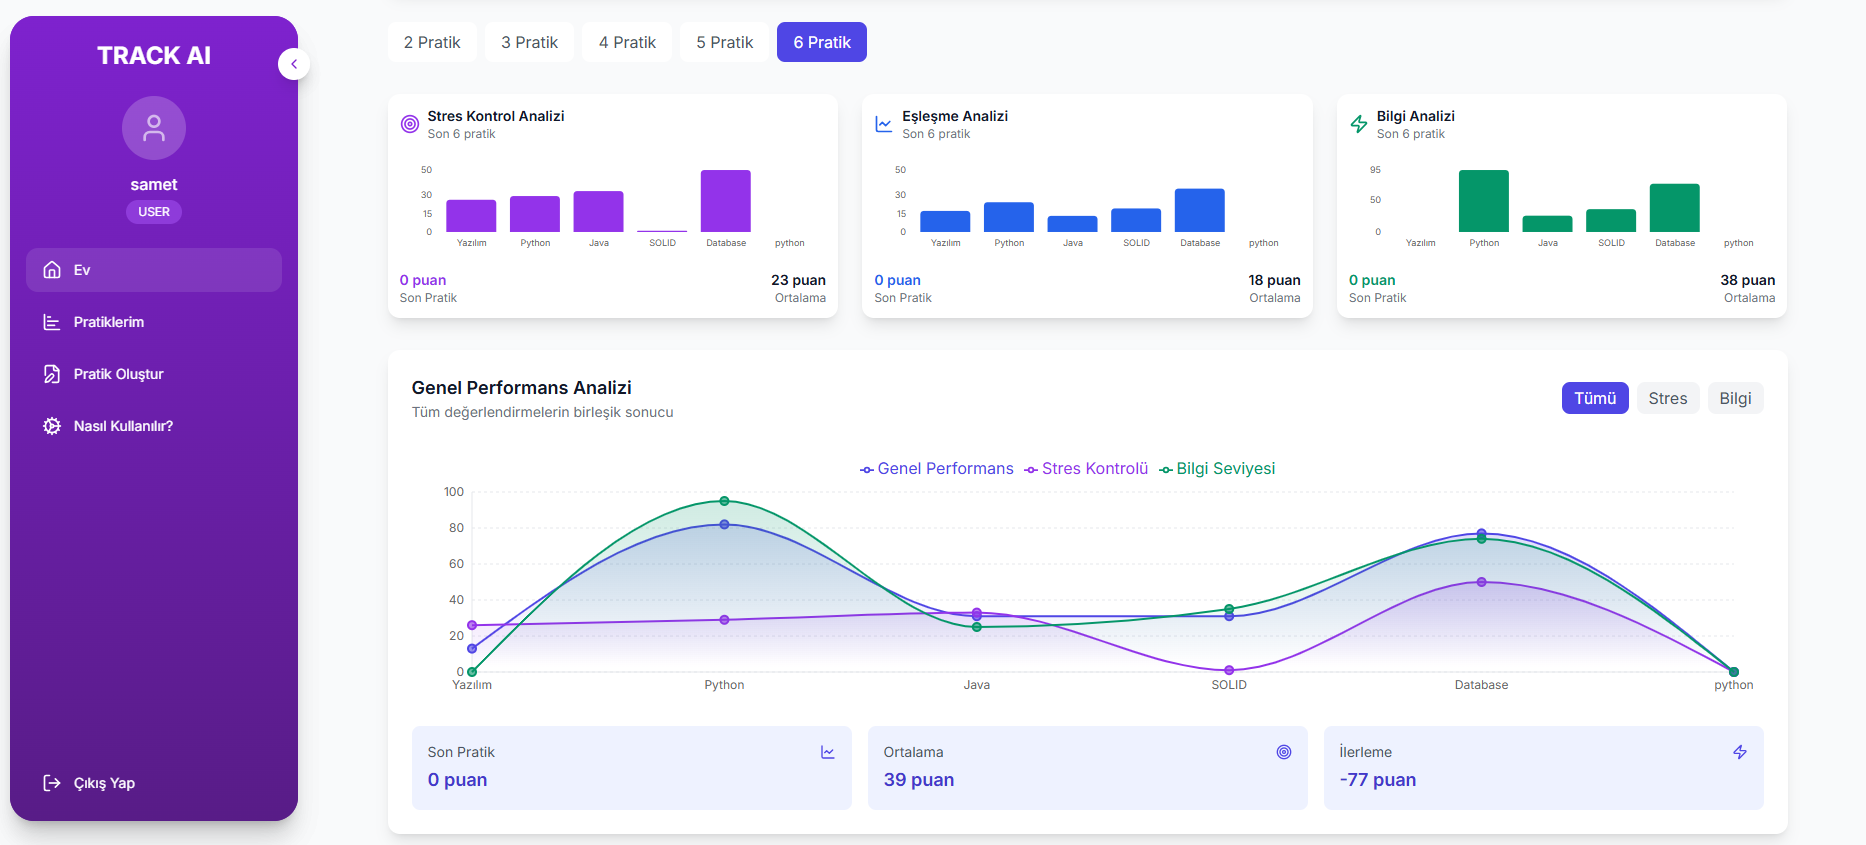 TRACK AI
samet
USER
Ev
Pratiklerim
Pratik Oluştur
Nasıl Kullanılır?
Çıkış Yap
2 Pratik 3 Pratik 4 Pratik 5 Pratik 6 Pratik
Stres Kontrol Analizi
Son 6 pratik
50
30
15
0
Yazılım Python Java SOLID Database python
0 puan 23 puan
Son Pratik Ortalama
Eşleşme Analizi
Son 6 pratik
50
30
15
0
Yazılım Python Java SOLID Database python
0 puan 18 puan
Son Pratik Ortalama
Bilgi Analizi
Son 6 pratik
95
50
0
Yazılım Python Java SOLID Database python
0 puan 38 puan
Son Pratik Ortalama
Genel Performans Analizi
Tüm değerlendirmelerin birleşik sonucu
Tümü Stres Bilgi
Genel Performans Stres Kontrolü Bilgi Seviyesi
100
80
60
40
20
0
Yazılım Python Java SOLID Database python
Son Pratik
0 puan
Ortalama
39 puan
İlerleme
-77 puan